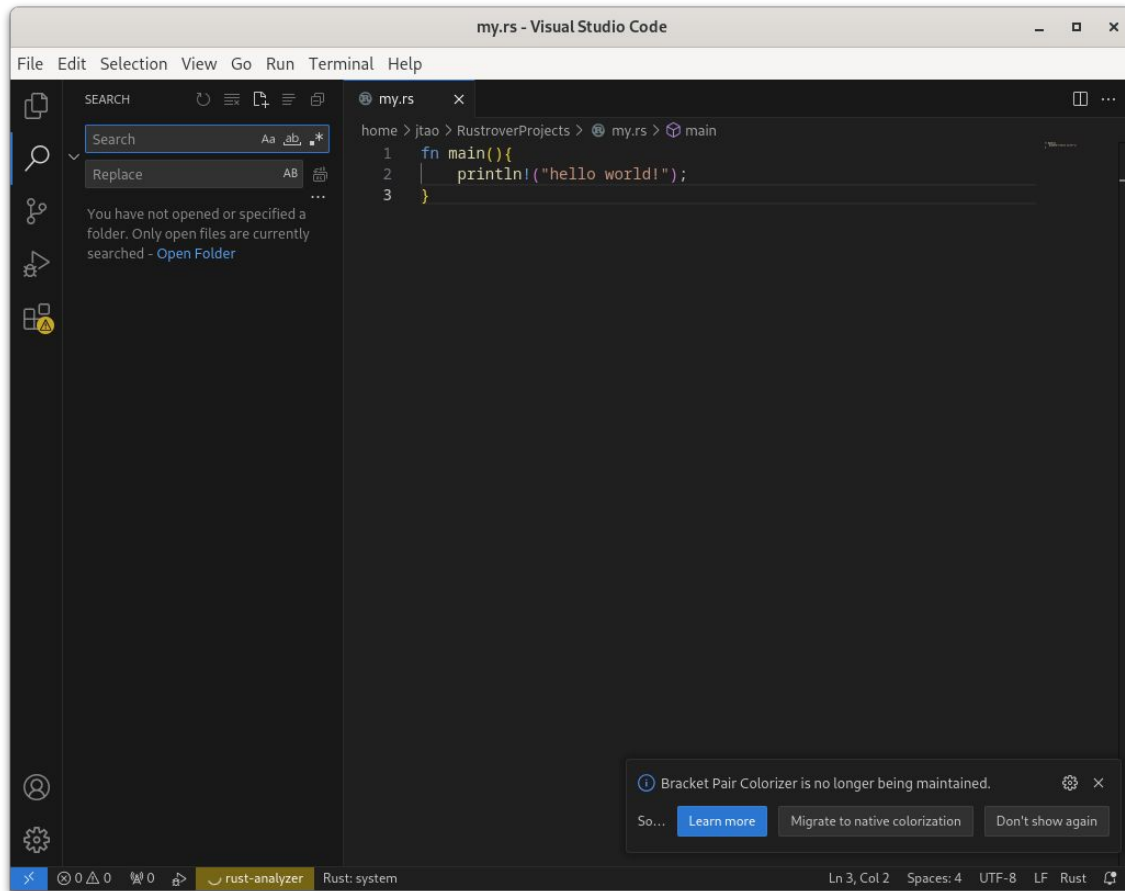 my.rs - Visual Studio Code
File Edit Selection View Go Run Terminal Help
SEARCH
Search Aa ab .*
Replace AB
...
You have not opened or specified a
folder. Only open files are currently
searched - Open Folder
my.rs
home > jtao > RustroverProjects > my.rs > main
1 fn main(){
2 println!("hello world!");
3 }
Bracket Pair Colorizer is no longer being maintained.
So... Learn more Migrate to native colorization Don't show again
0 0 0 rust-analyzer Rust: system Ln 3, Col 2 Spaces: 4 UTF-8 LF Rust